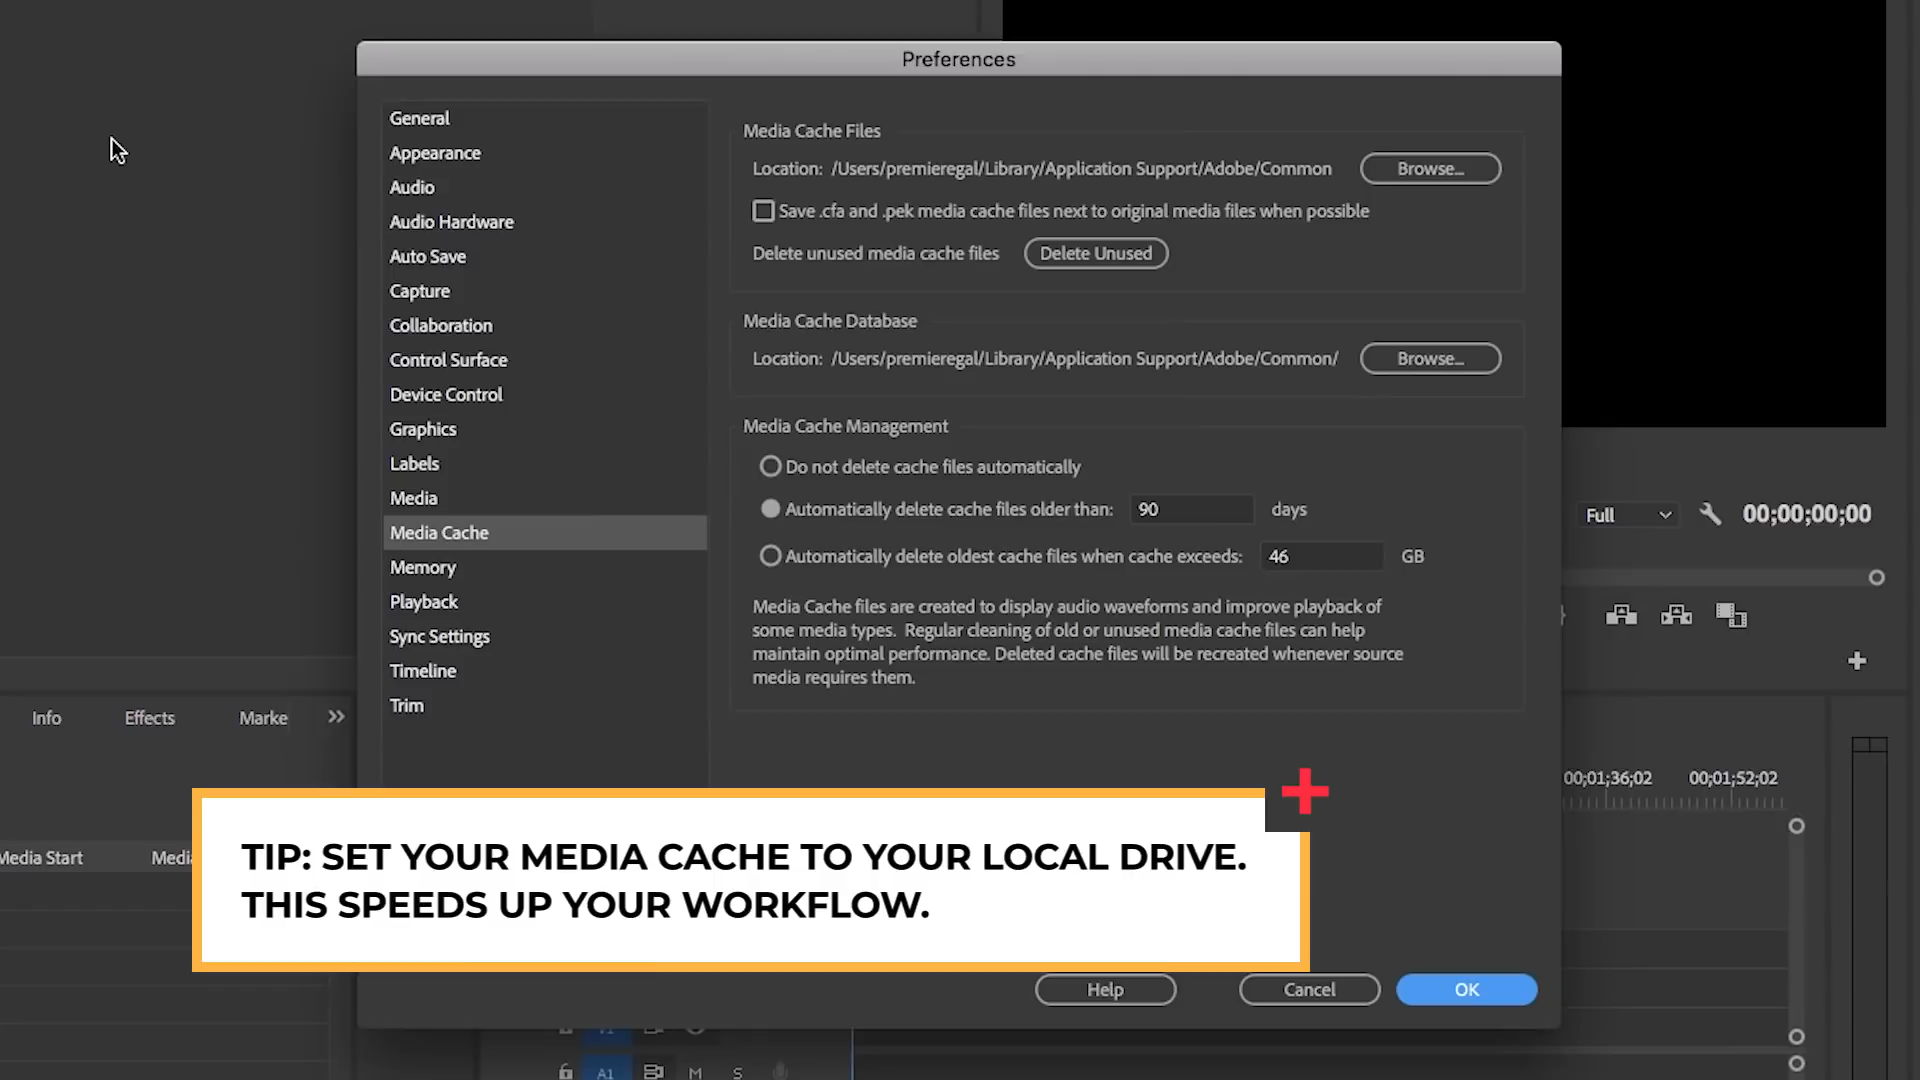 Preferences
General
Appearance
Audio
Audio Hardware
Auto Save
Capture
Collaboration
Control Surface
Device Control
Graphics
Labels
Media
Media Cache
Memory
Playback
Sync Settings
Timeline
Trim
Media Cache Files
Location: /Users/premieregal/Library/Application Support/Adobe/Common
Browse...
Save .cfa and .pek media cache files next to original media files when possible
Delete unused media cache files
Delete Unused
Media Cache Database
Location: /Users/premieregal/Library/Application Support/Adobe/Common/
Browse...
Media Cache Management
Do not delete cache files automatically
Automatically delete cache files older than: 90 days
Automatically delete oldest cache files when cache exceeds: 46 GB
Media Cache files are created to display audio waveforms and improve playback of
some media types. Regular cleaning of old or unused media cache files can help
maintain optimal performance. Deleted cache files will be recreated whenever source
media requires them.
Full
00;00;00;00
Info
Effects
Marke
00;01;36;02
00;01;52;02
Media Start
TIP: SET YOUR MEDIA CACHE TO YOUR LOCAL DRIVE.
THIS SPEEDS UP YOUR WORKFLOW.
Help
Cancel
OK
A1
M
S